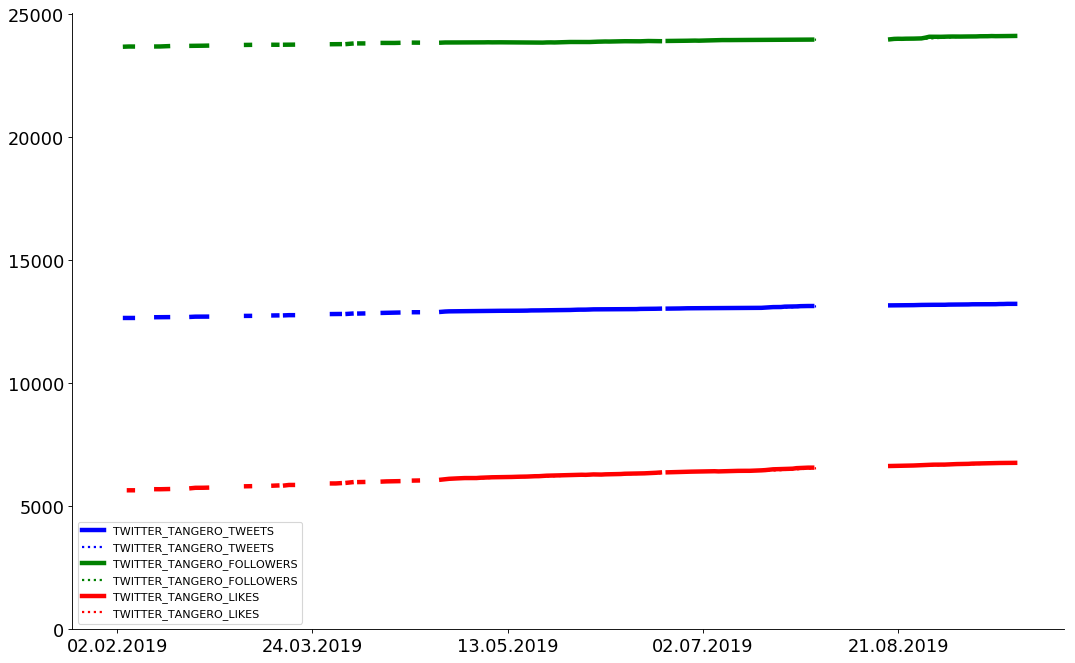 25000
20000
15000
10000
5000
0
TWITTER_TANGERO_TWEETS
TWITTER_TANGERO_TWEETS
TWITTER_TANGERO_FOLLOWERS
TWITTER_TANGERO_FOLLOWERS
TWITTER_TANGERO_LIKES
TWITTER_TANGERO_LIKES
02.02.2019 24.03.2019 13.05.2019 02.07.2019 21.08.2019